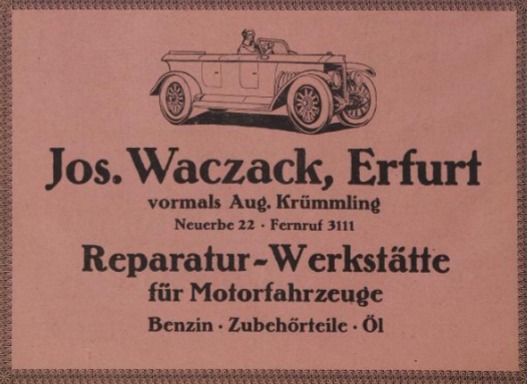 Jos. Waczack, Erfurt
vormals Aug. Krümmling
Neuerbe 22 · Fernruf 3111
Reparatur-Werkstätte
für Motorfahrzeuge
Benzin · Zubehörteile · Öl